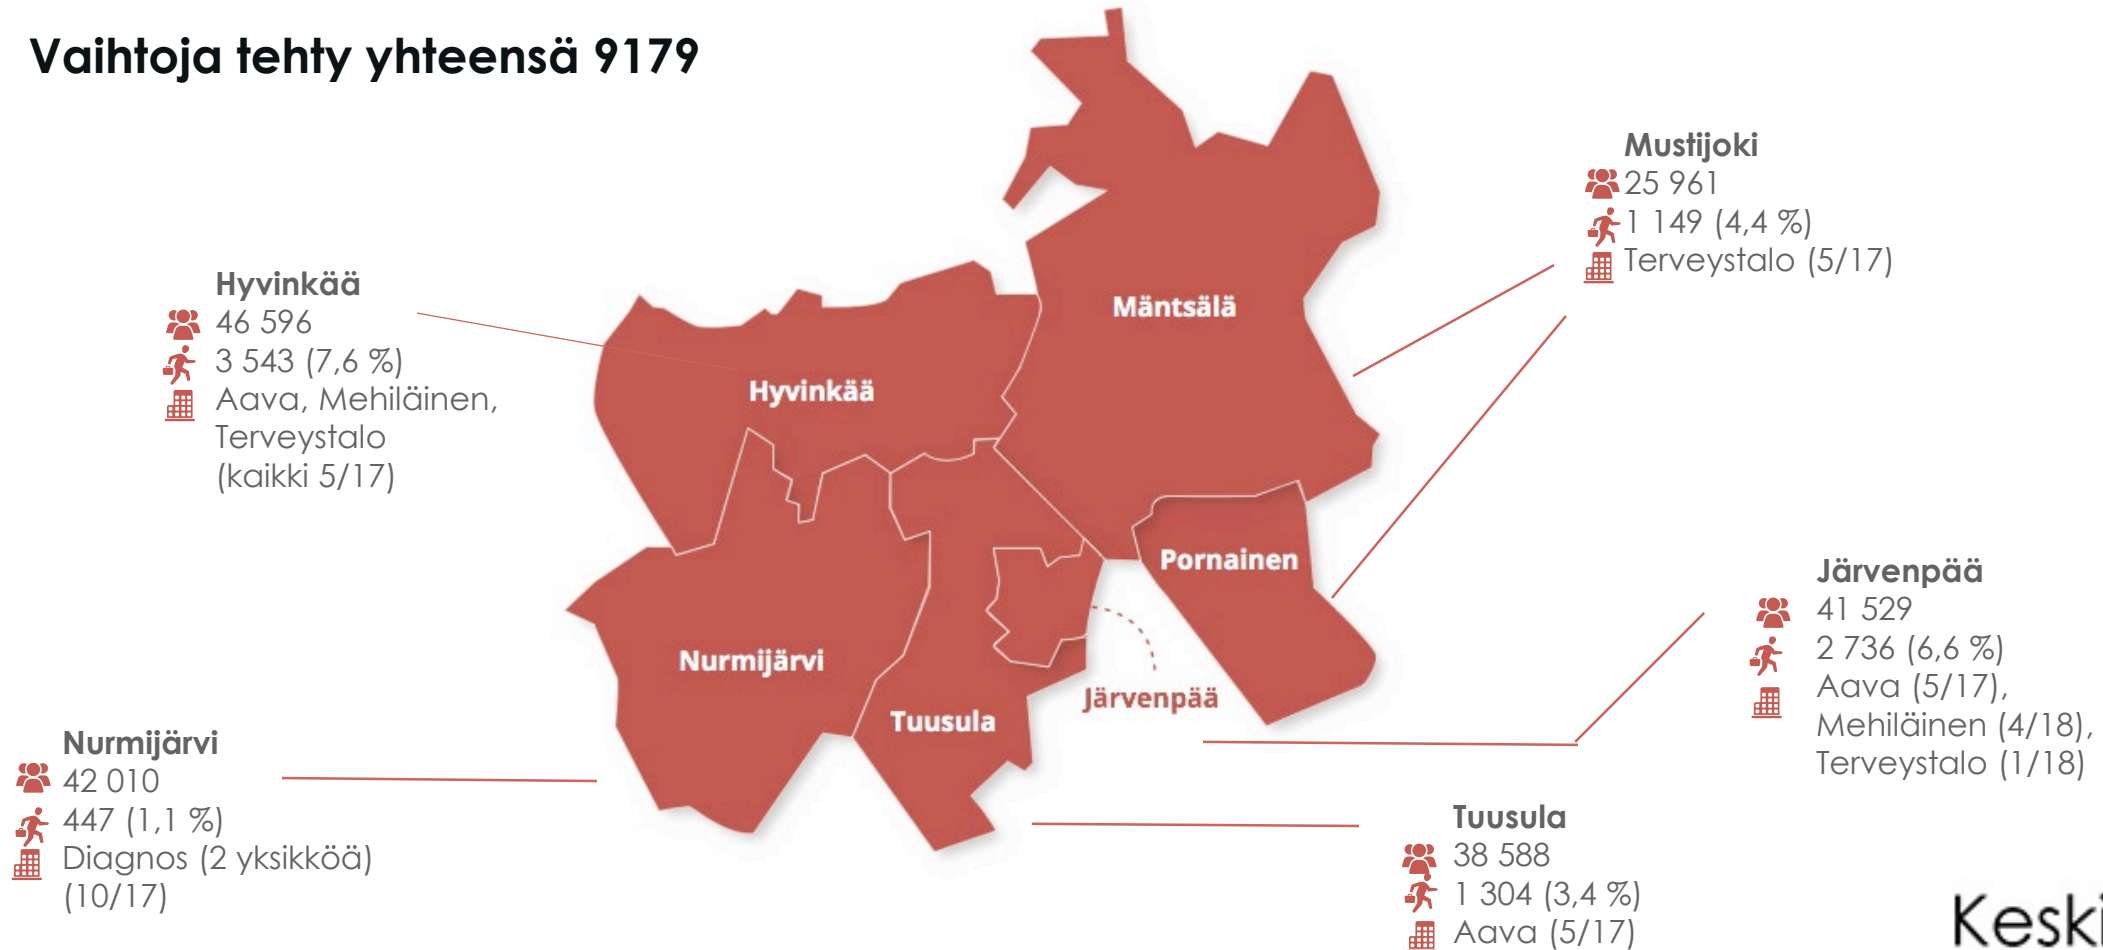 Vaihtoja tehty yhteensä 9179
Mustijoki
25 961
1 149 (4,4 %)
Terveystalo (5/17)
Hyvinkää
46 596
3 543 (7,6 %)
Aava, Mehiläinen,
Terveystalo
(kaikki 5/17)
Mäntsälä
Hyvinkää
Pornainen
Nurmijärvi
Järvenpää
Tuusula
Järvenpää
41 529
2 736 (6,6 %)
Aava (5/17),
Mehiläinen (4/18),
Terveystalo (1/18)
Nurmijärvi
42 010
447 (1,1 %)
Diagnos (2 yksikköä)
(10/17)
Tuusula
38 588
1 304 (3,4 %)
Aava (5/17)
Keski